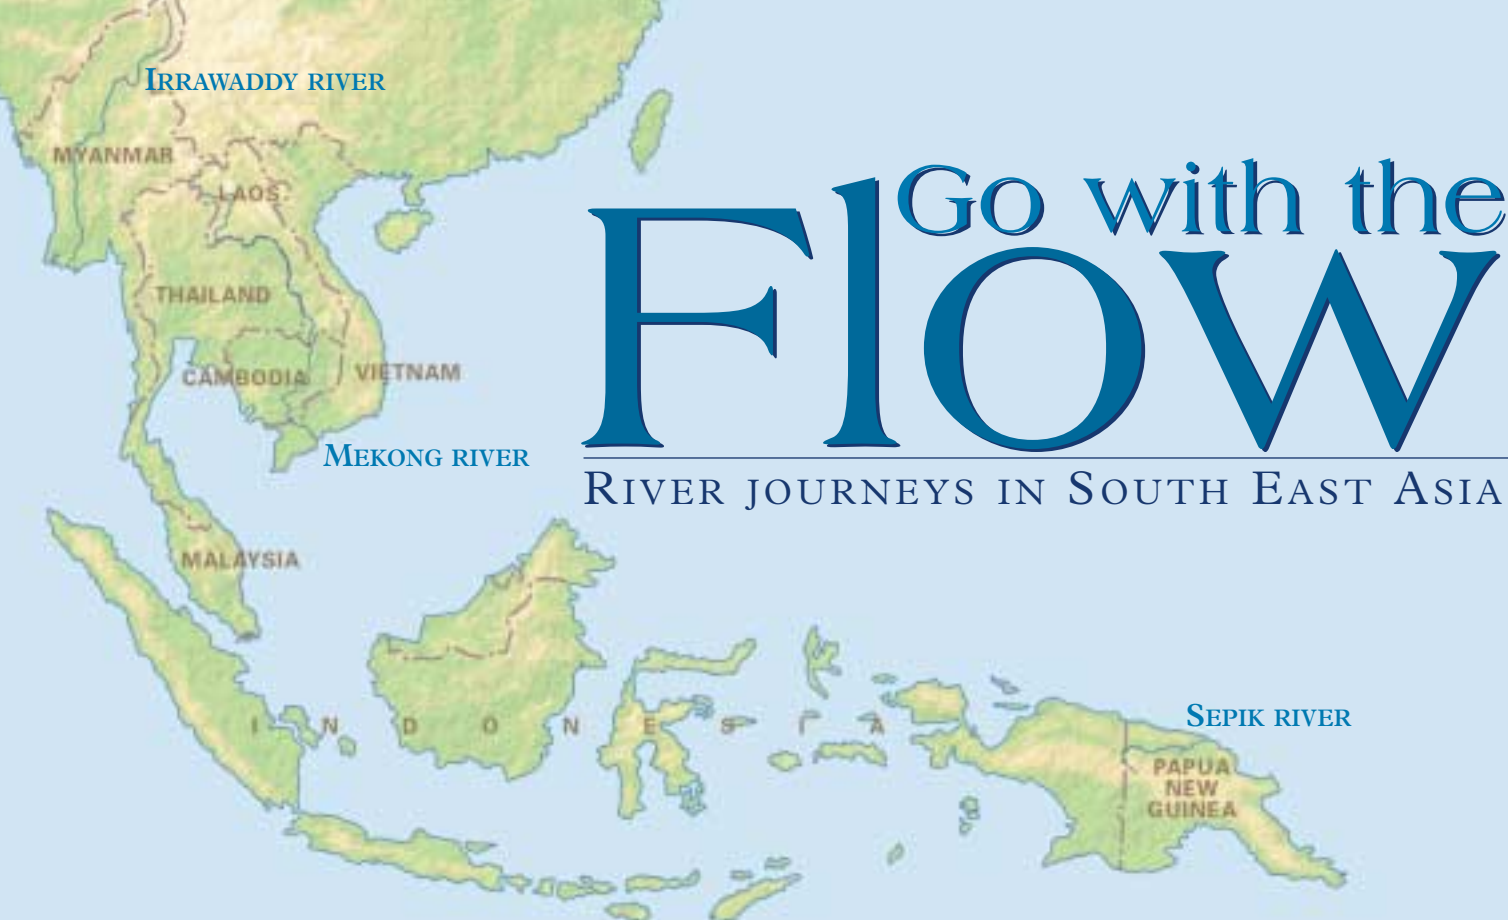 IRRAWADDY RIVER
MYANMAR
LAOS
Go with the
Flow
THAILAND
CAMBODIA
VIETNAM
MEKONG RIVER
RIVER JOURNEYS IN SOUTH EAST ASIA
MALAYSIA
INDONESIA
SEPIK RIVER
PAPUA
NEW
GUINEA